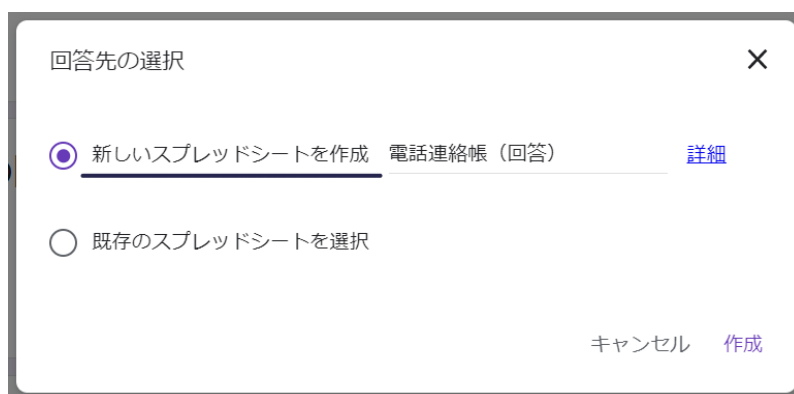 回答先の選択
新しいスプレッドシートを作成 電話連絡帳（回答） 詳細
既存のスプレッドシートを選択
キャンセル 作成